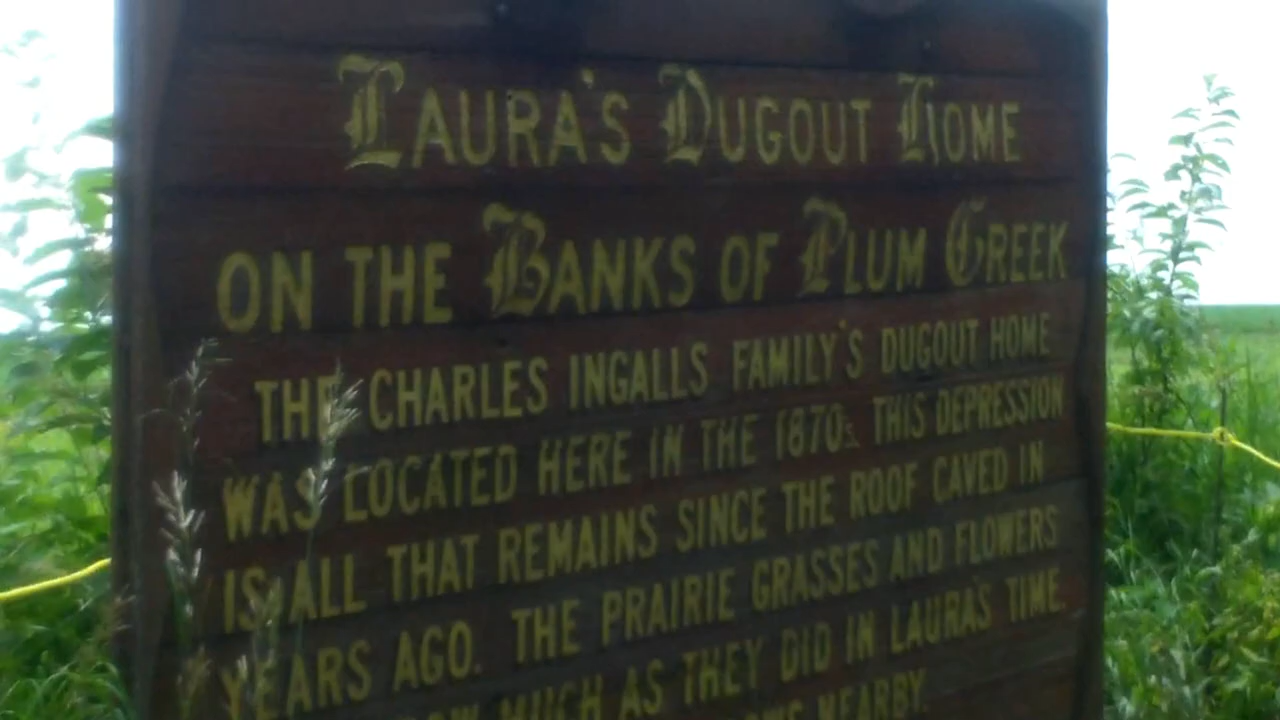 LAURA'S DUGOUT HOME
ON THE BANKS OF PLUM CREEK
THE CHARLES INGALLS FAMILY'S DUGOUT HOME
WAS LOCATED HERE IN THE 1870s. THIS DEPRESSION
IS ALL THAT REMAINS SINCE THE ROOF CAVED IN
YEARS AGO. THE PRAIRIE GRASSES AND FLOWERS
MUCH AS THEY DID IN LAURA'S TIME.
NEARBY.